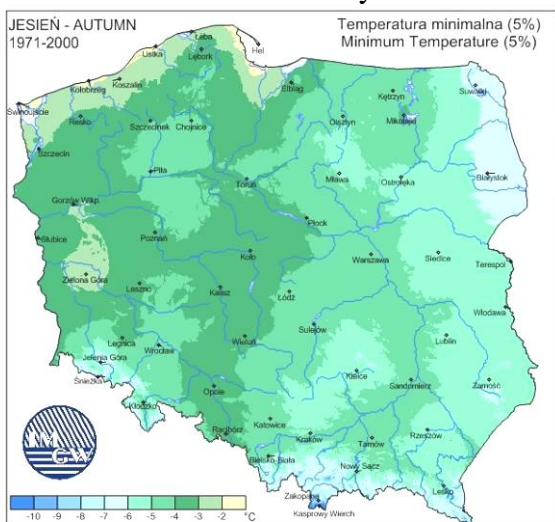 JESIEŃ - AUTUMN
1971-2000
Temperatura minimalna (5%)
Minimum Temperature (5%)
Łeba
Hel
Ustka
Lębork
Koszalin
Kołobrzeg
Świnoujście
Resko
Szczecinek
Chojnice
Elbląg
Kętrzyn
Suwałki
Olsztyn
Mikołajki
Szczecin
Piła
Toruń
Mława
Ostrołęka
Białystok
Gorzów Wlkp.
Płock
Słubice
Poznań
Koło
Warszawa
Siedlce
Terespol
Zielona Góra
Leszno
Kalisz
Łódź
Włodawa
Legnica
Wrocław
Wieluń
Sulejów
Lublin
Jelenia Góra
Śnieżka
Kielce
Sandomierz
Zamość
Kłodzko
Opole
Racibórz
Katowice
Kraków
Tarnów
Rzeszów
Bielsko-Biała
Nowy Sącz
Lesko
Zakopane
Kasprowy Wierch
IM
GW
-10 -9 -8 -7 -6 -5 -4 -3 -2 °C